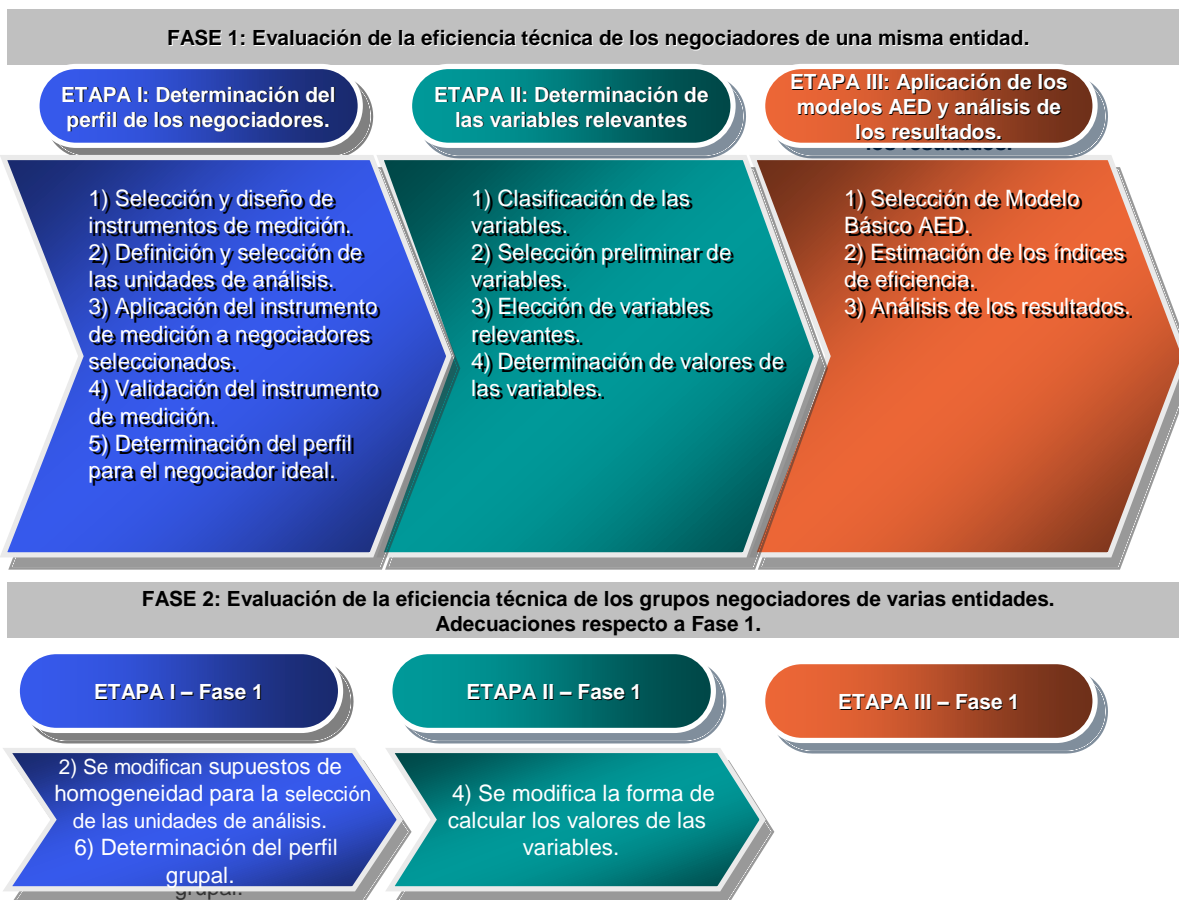 FASE 1: Evaluación de la eficiencia técnica de los negociadores de una misma entidad.
ETAPA I: Determinación del
perfil de los negociadores.
ETAPA II: Determinación de
las variables relevantes
ETAPA III: Aplicación de los
modelos AED y análisis de
los resultados.
1) Selección y diseño de
instrumentos de medición.
2) Definición y selección de
las unidades de análisis.
3) Aplicación del instrumento
de medición a negociadores
seleccionados.
4) Validación del instrumento
de medición.
5) Determinación del perfil
para el negociador ideal.
1) Clasificación de las
variables.
2) Selección preliminar de
variables.
3) Elección de variables
relevantes.
4) Determinación de valores de
las variables.
1) Selección de Modelo
Básico AED.
2) Estimación de los índices
de eficiencia.
3) Análisis de los resultados.
FASE 2: Evaluación de la eficiencia técnica de los grupos negociadores de varias entidades.
Adecuaciones respecto a Fase 1.
ETAPA I – Fase 1
ETAPA II – Fase 1
ETAPA III – Fase 1
2) Se modifican supuestos de
homogeneidad para la selección
de las unidades de análisis.
6) Determinación del perfil
grupal.
4) Se modifica la forma de
calcular los valores de las
variables.